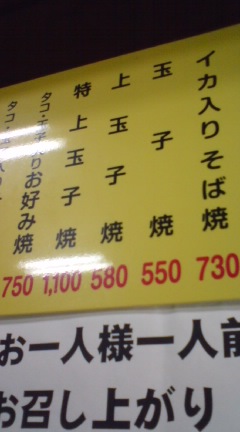 イカ入りそば焼 730
玉子焼 550
上玉子焼 580
特上玉子焼 1,100
タコ・玉子入りお好み焼 750
お一人様一人前
お召し上がり